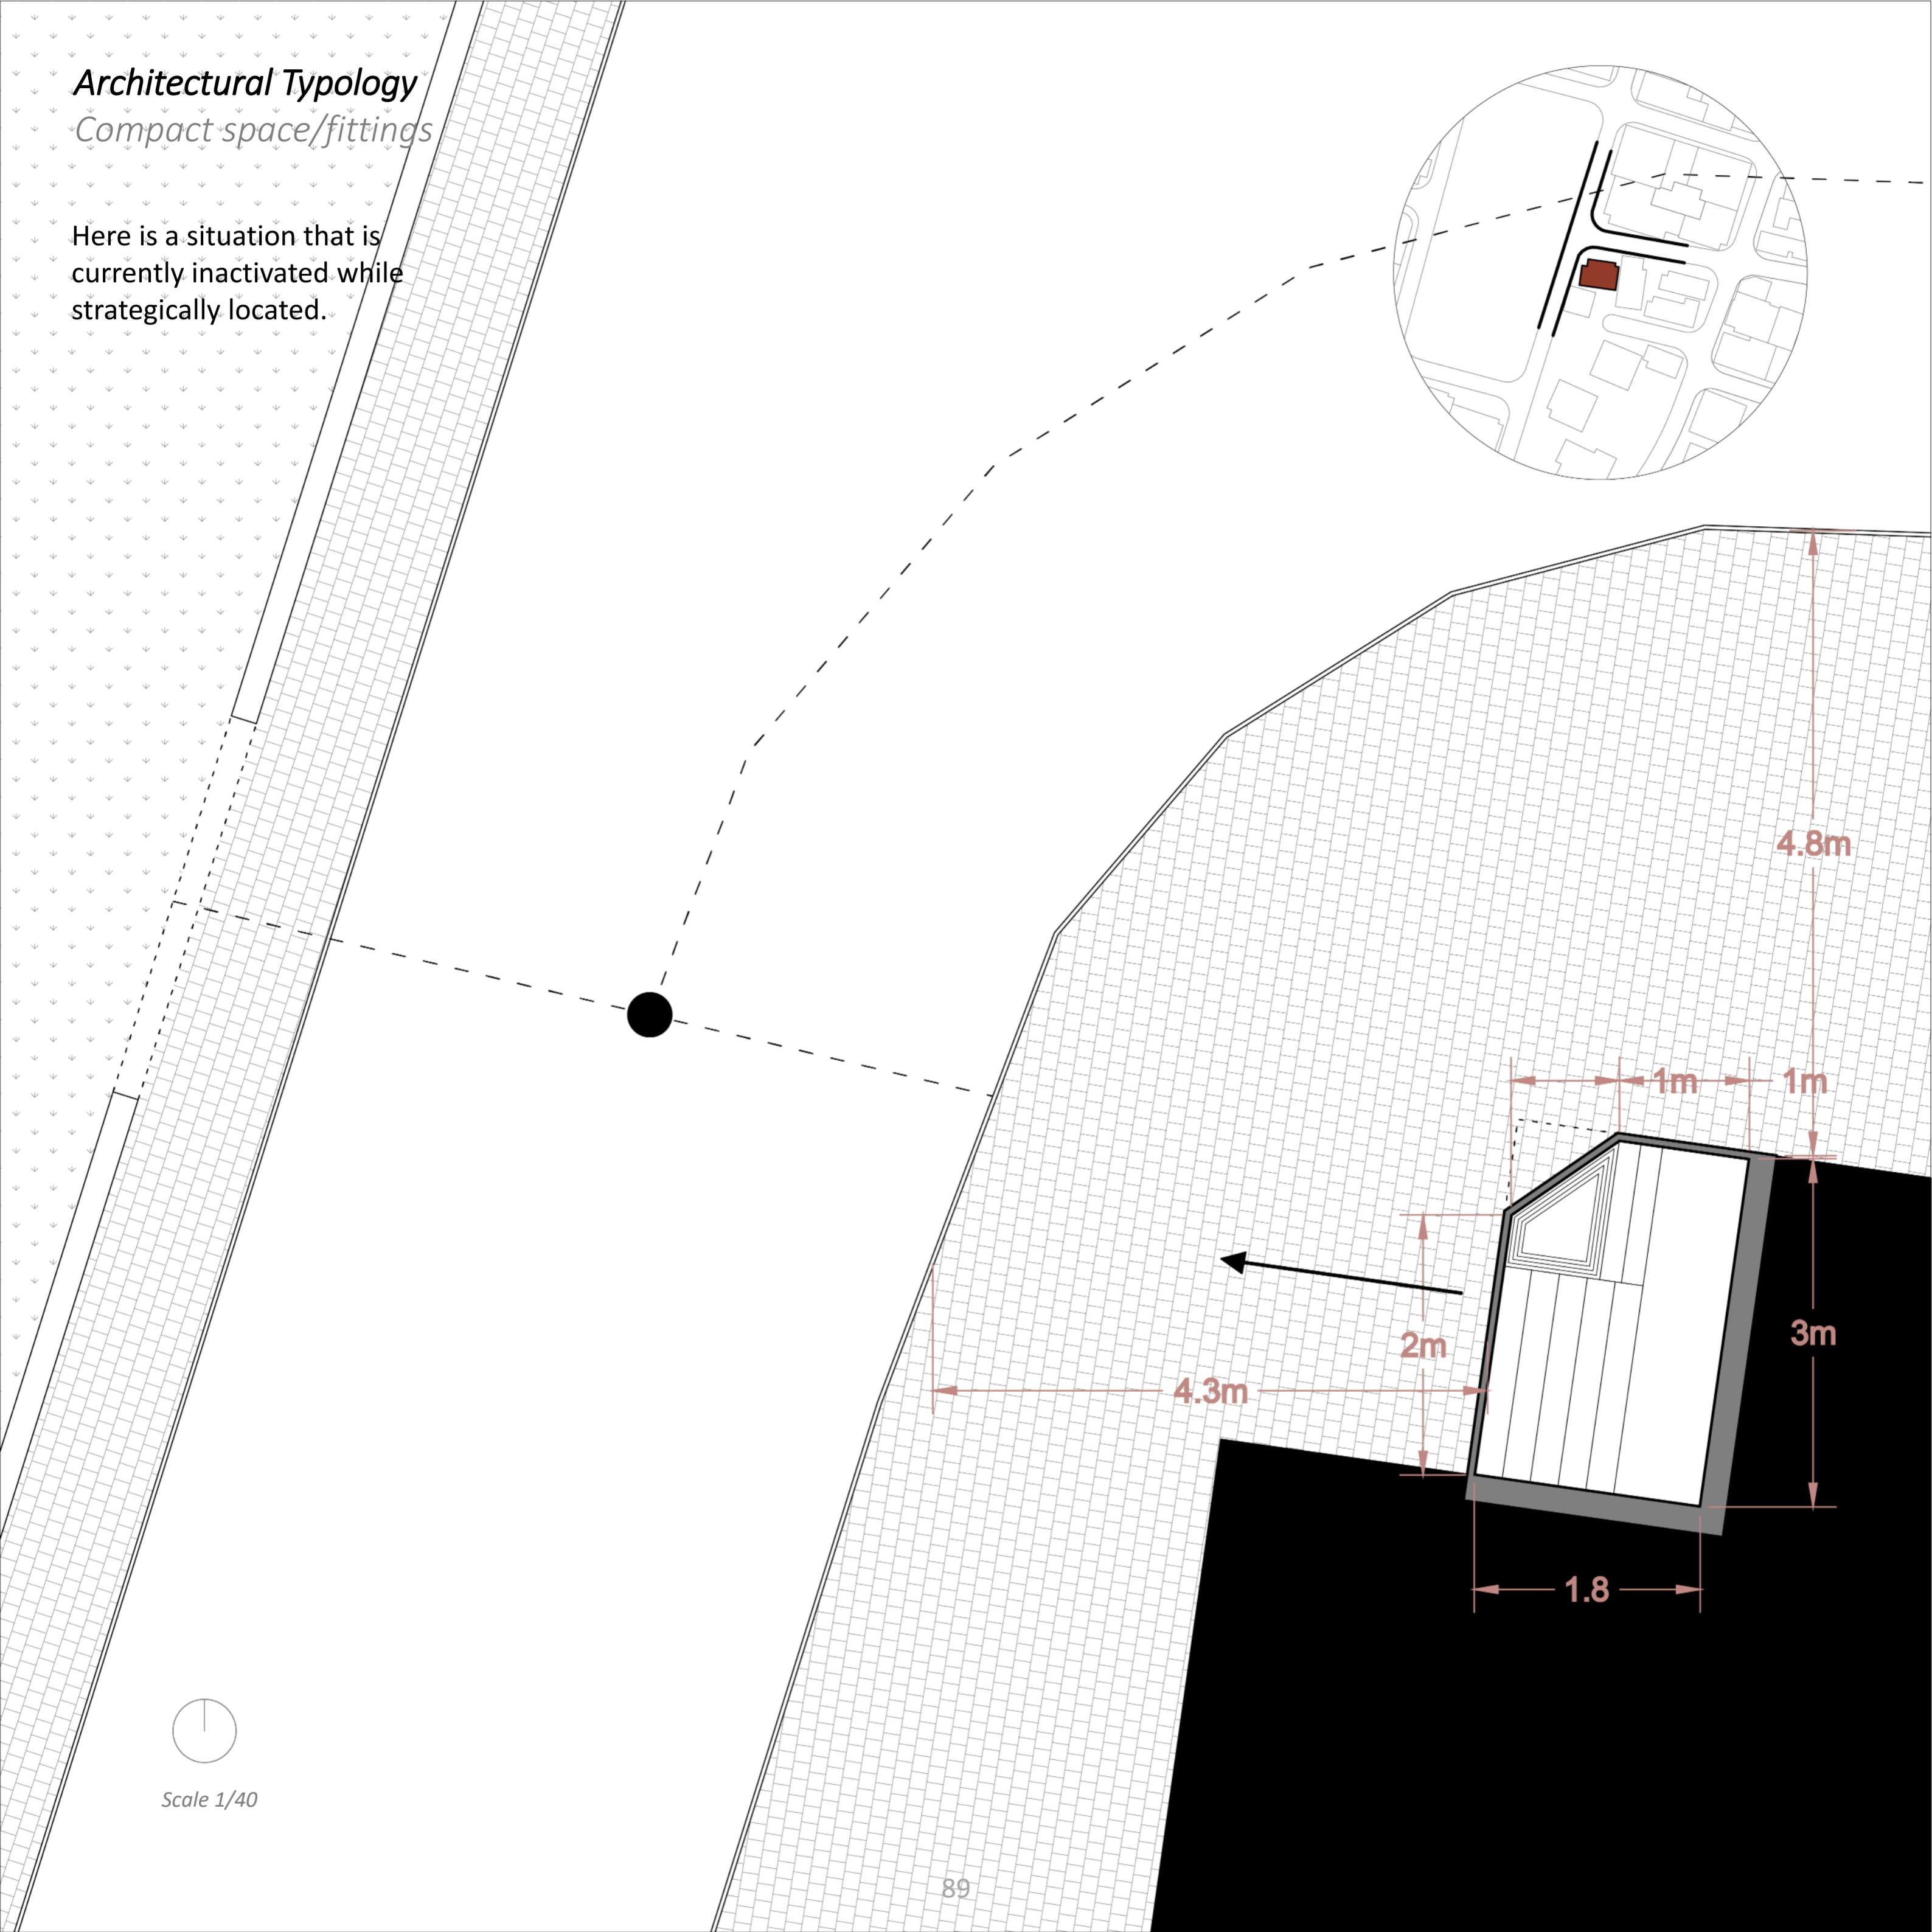 Architectural Typology
Compact space/fittings
Here is a situation that is
currently inactivated while
strategically located.
4.8m
1m 1m
2m
3m
4.3m
1.8
Scale 1/40
89